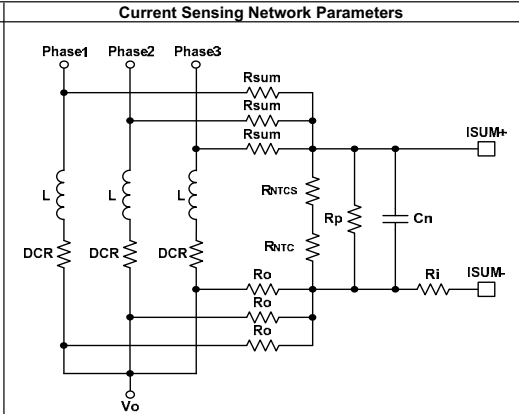 Current Sensing Network Parameters
Phase1 Phase2 Phase3
Rsum
Rsum
Rsum
ISUM+
L L L
RNTCS
Rp
Cn
RNTC
DCR DCR DCR
Ro
Ri
ISUM-
Ro
Ro
Vo